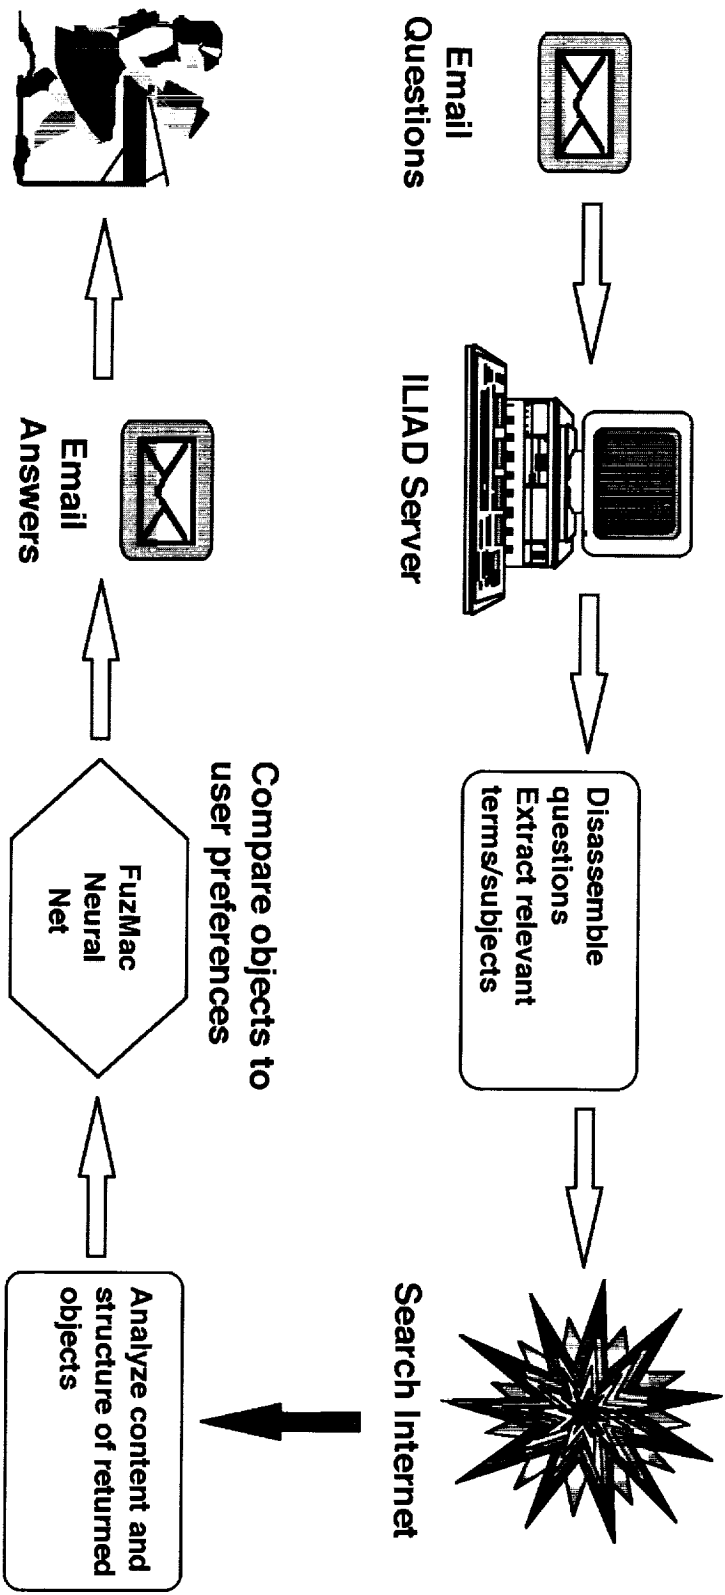 Email
Questions
ILIAD Server
Disassemble
questions
Extract relevant
terms/subjects
Search Internet
Analyze content and
structure of returned
objects
Compare objects to
user preferences
FuzMac
Neural
Net
Email
Answers